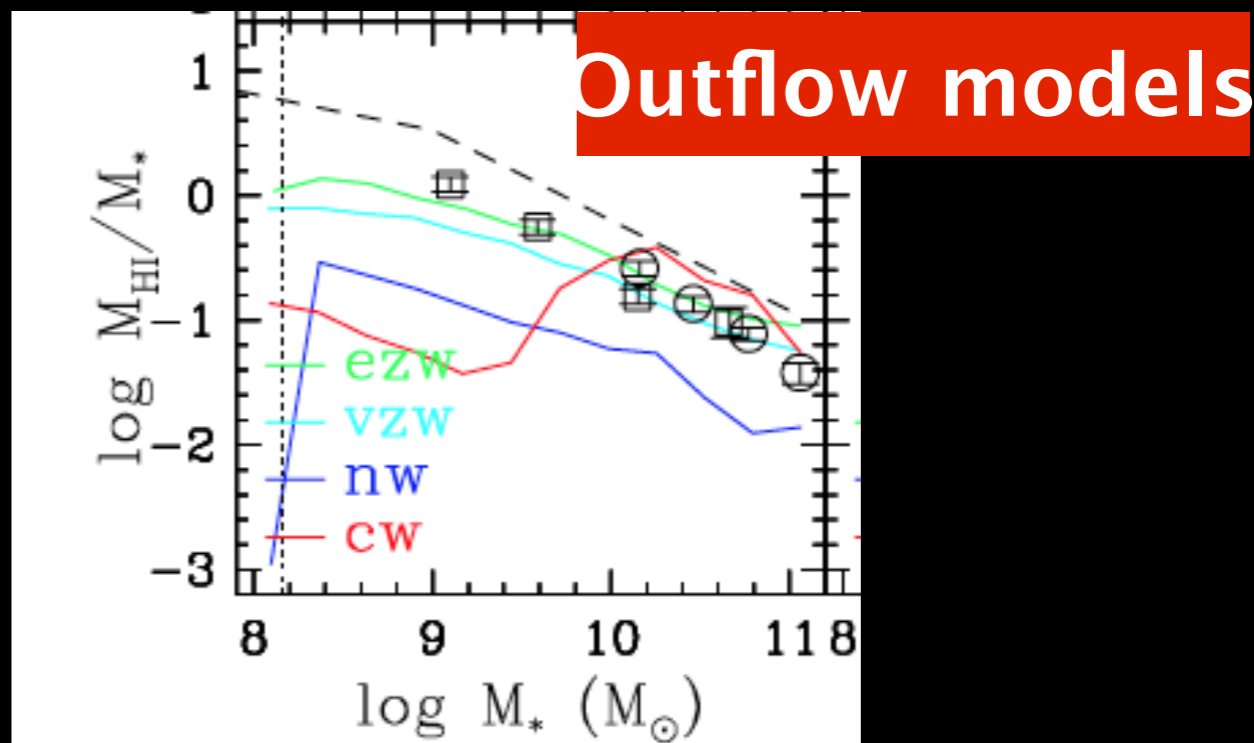 Outflow models
1
0
−1
−2
−3
log M_HI/M_*
ezw
vzw
nw
cw
8 9 10 11 8
log M_* (M_⊙)